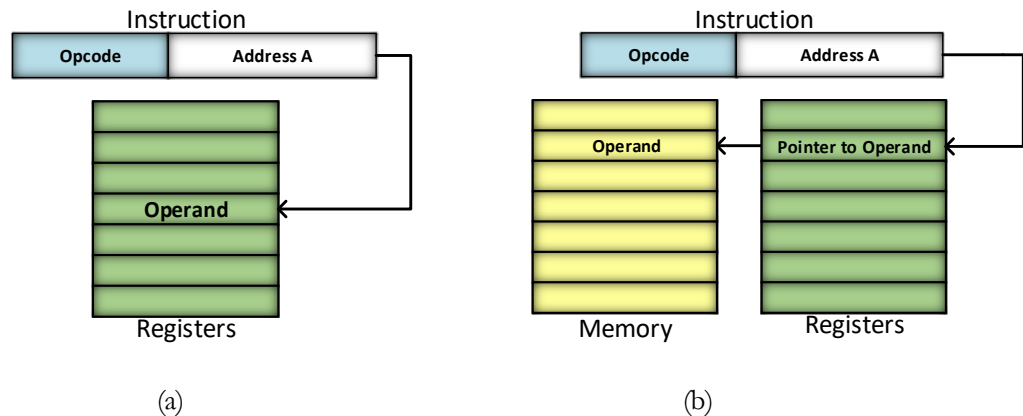 Instruction
Opcode Address A
Operand
Registers
(a)
Instruction
Opcode Address A
Operand Pointer to Operand
Memory Registers
(b)